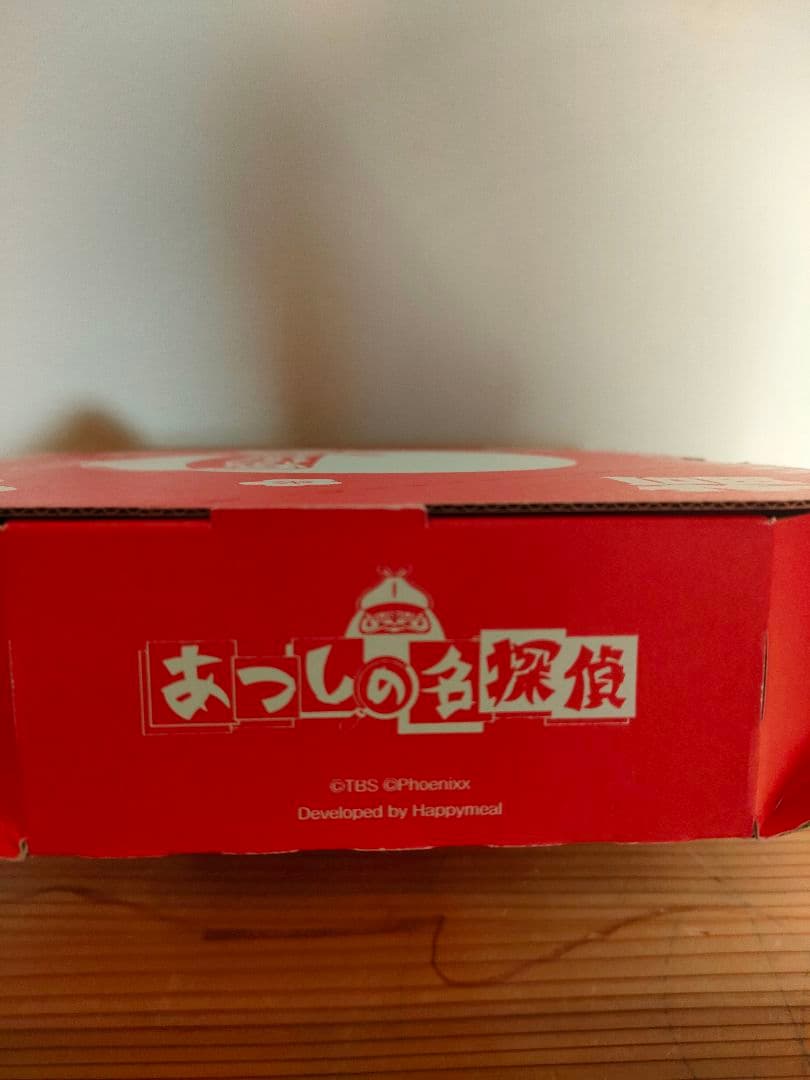 あつしの名探偵
©TBS ©Phoenixx
Developed by Happymeal